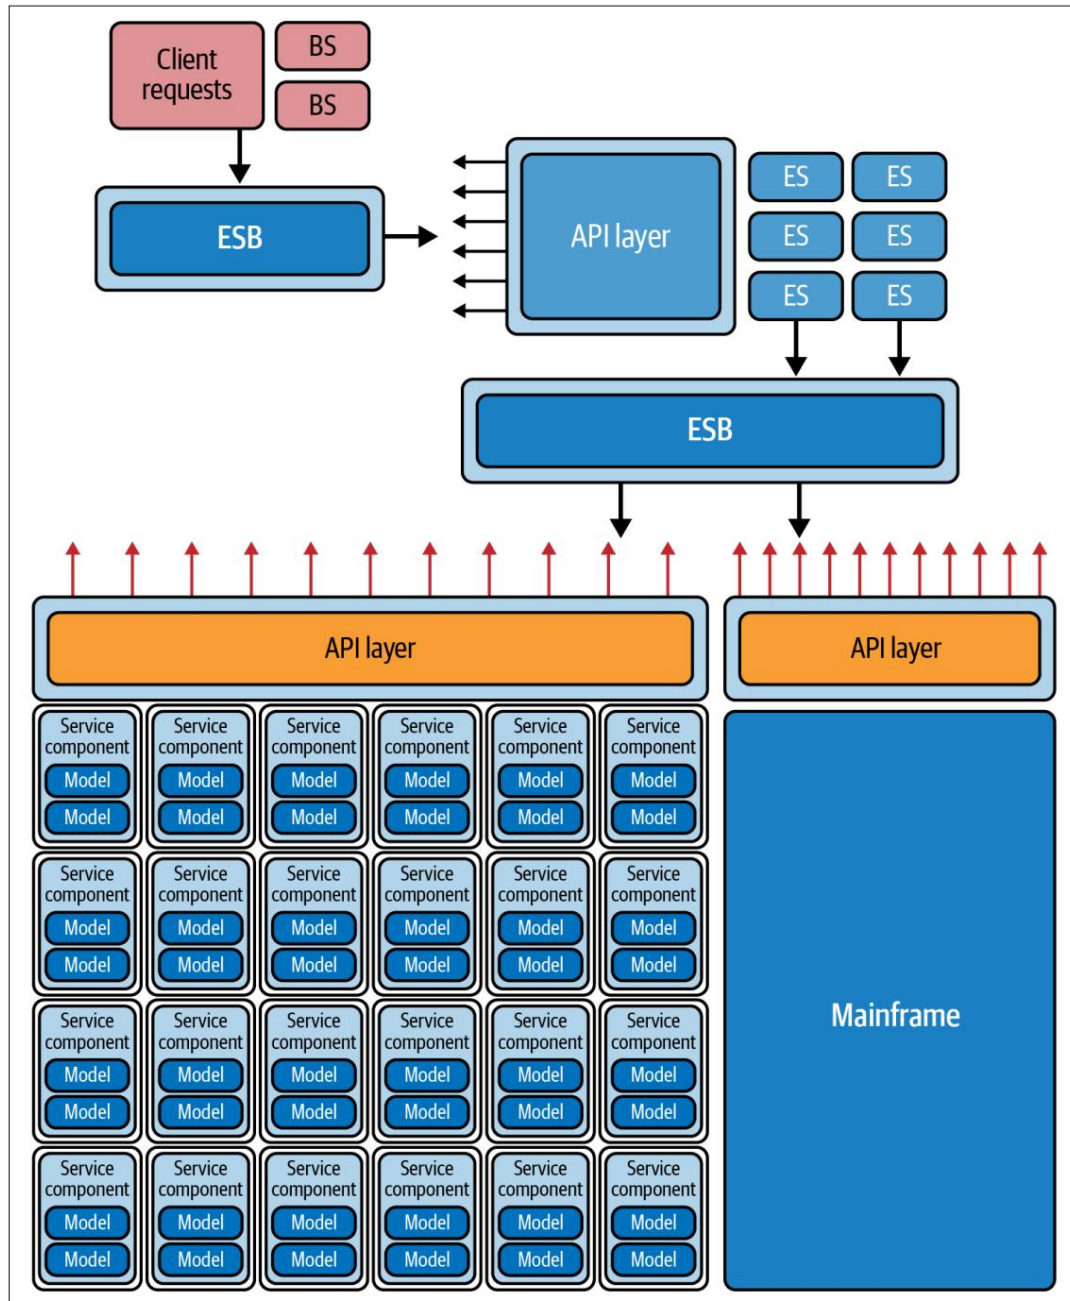 Client
requests
BS
BS
ESB
API layer
ES
ES
ES
ES
ES
ES
ESB
API layer
API layer
Service
component
Model
Model
Service
component
Model
Model
Service
component
Model
Model
Service
component
Model
Model
Service
component
Model
Model
Service
component
Model
Model
Service
component
Model
Model
Service
component
Model
Model
Service
component
Model
Model
Service
component
Model
Model
Service
component
Model
Model
Service
component
Model
Model
Service
component
Model
Model
Service
component
Model
Model
Service
component
Model
Model
Service
component
Model
Model
Service
component
Model
Model
Service
component
Model
Model
Service
component
Model
Model
Service
component
Model
Model
Service
component
Model
Model
Service
component
Model
Model
Service
component
Model
Model
Service
component
Model
Model
Mainframe